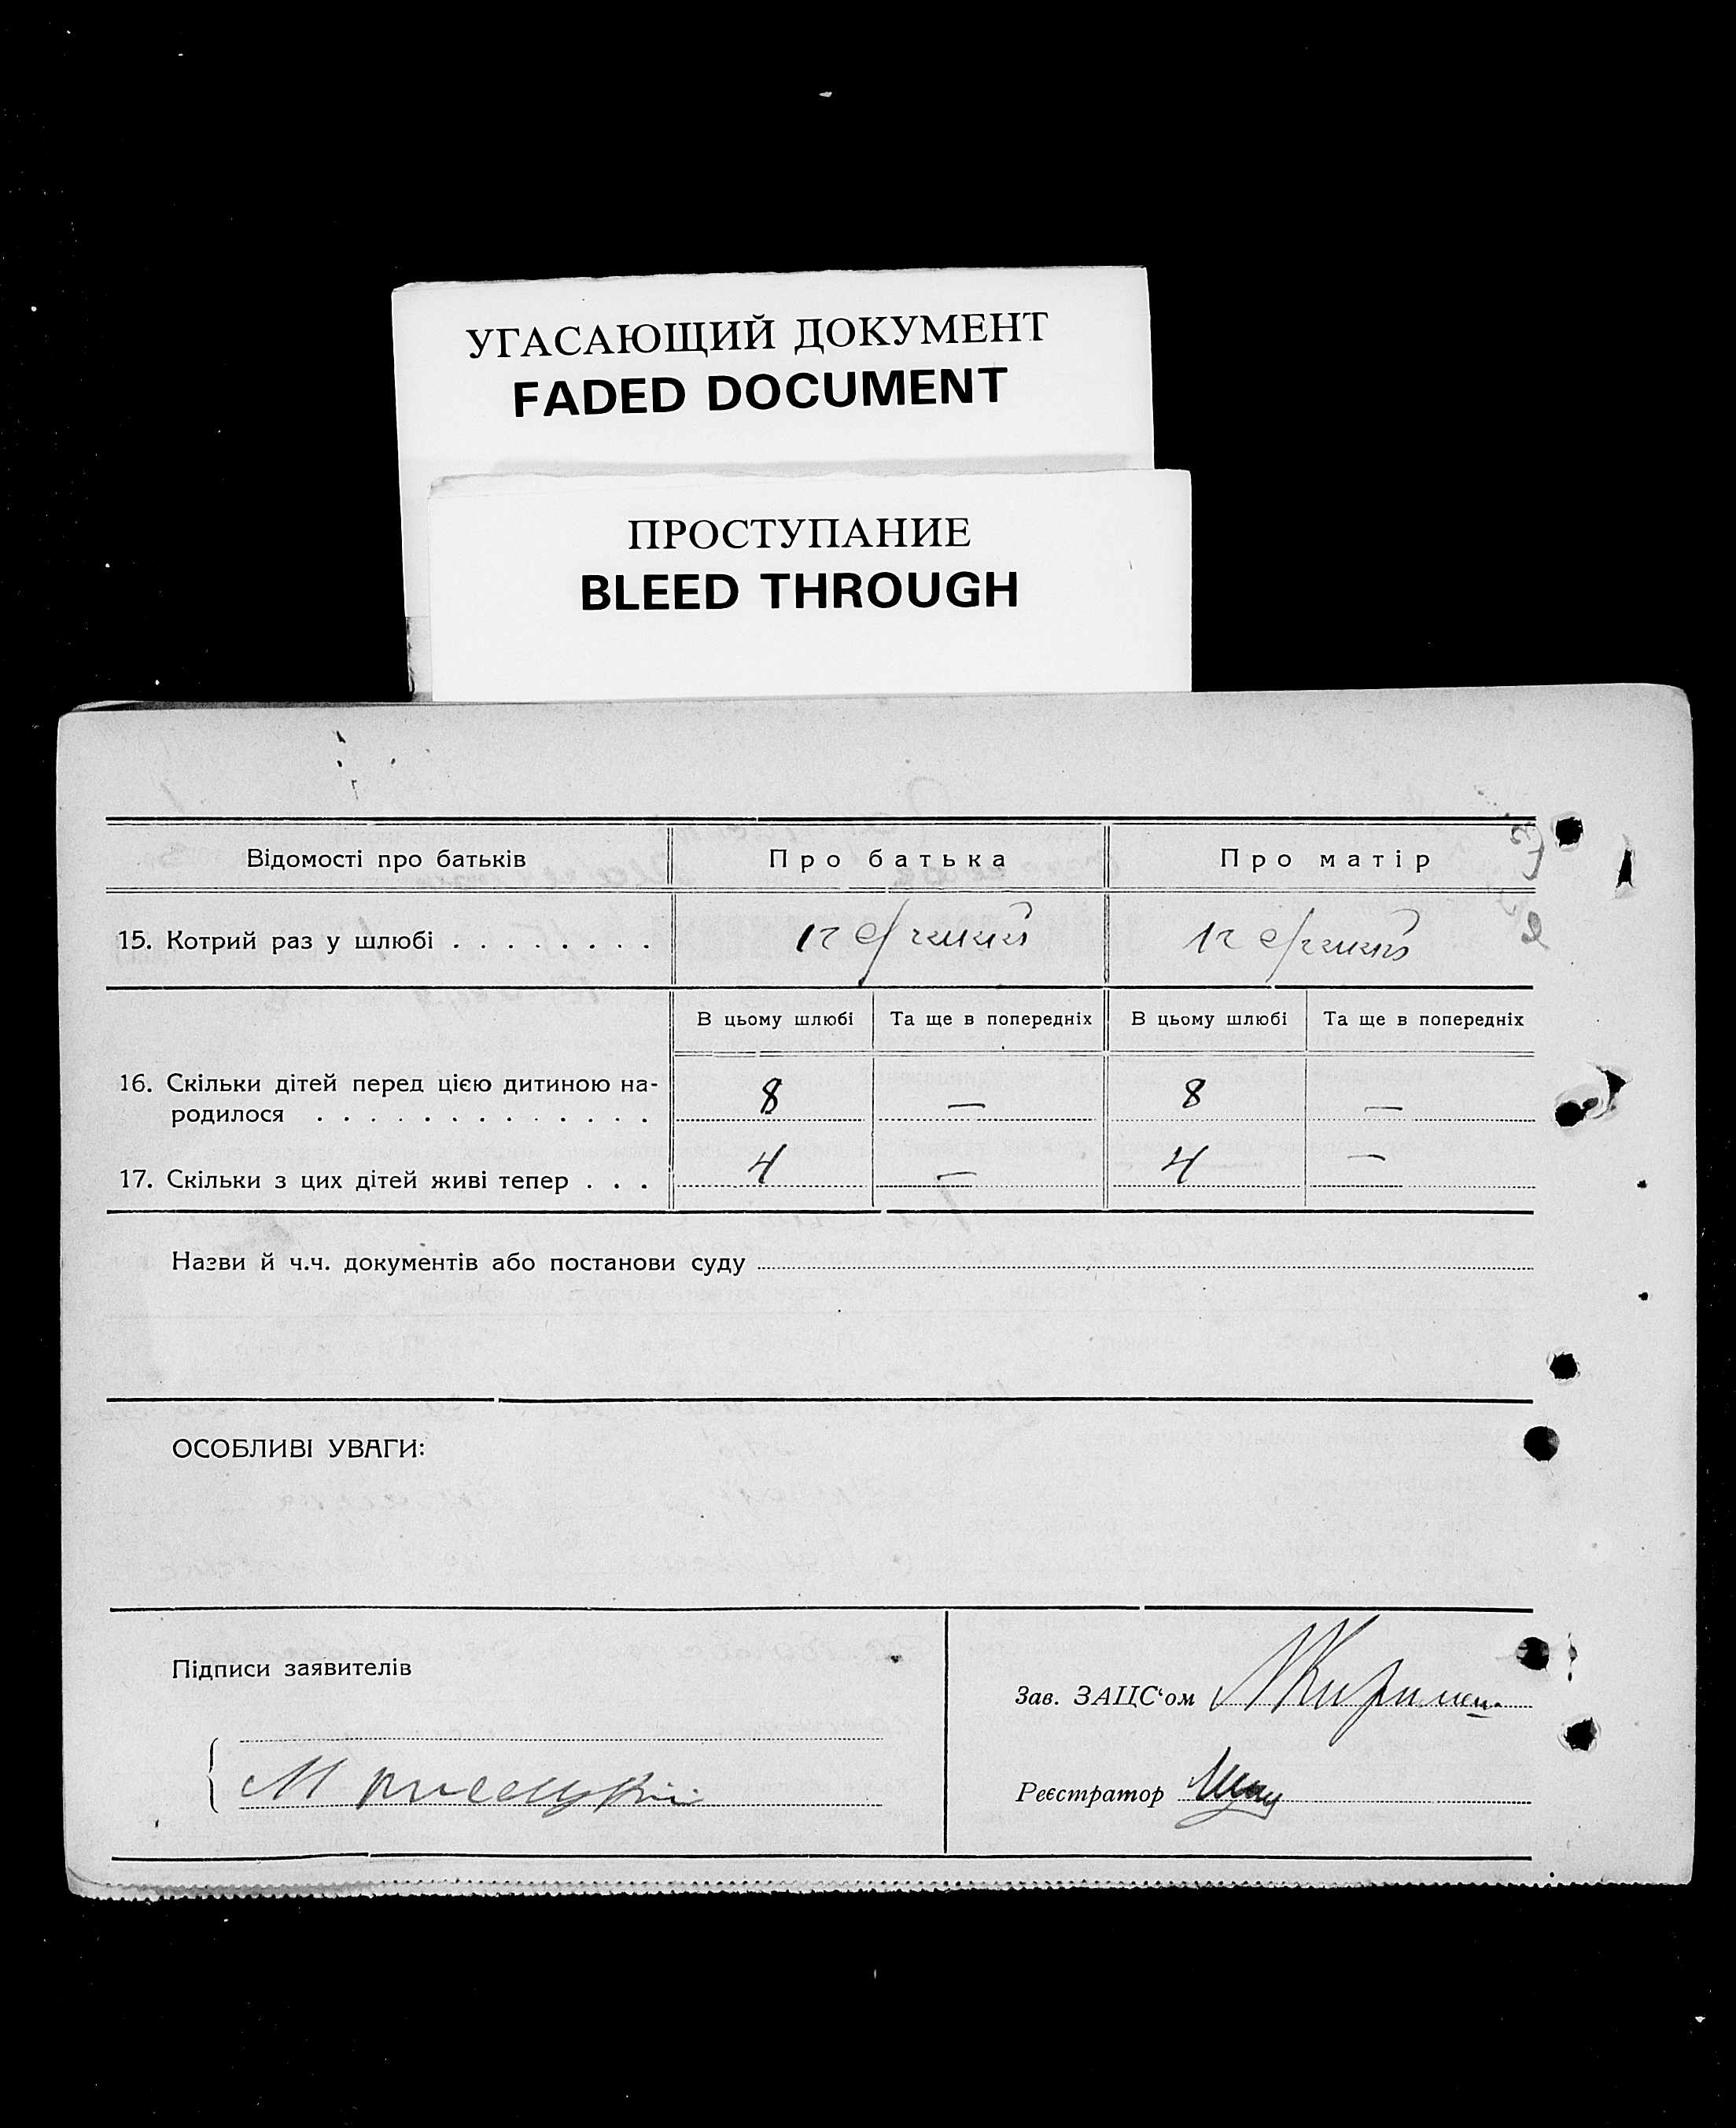 УГАСАЮЩИЙ ДОКУМЕНТ
FADED DOCUMENT
ПРОСТУПАНИЕ
BLEED THROUGH
Відомості про батьків Про батька Про матір
15. Котрий раз у шлюбі . . . . . . . .
В цьому шлюбі Та ще в попередніх В цьому шлюбі Та ще в попередніх
16. Скільки дітей перед цією дитиною на-
родилося . . . . . . . . . . . . . 8 — 8 —
17. Скільки з цих дітей живі тепер . . . 4 — 4 —
Назви й ч.ч. документів або постанови суду
ОСОБЛИВІ УВАГИ:
Підписи заявителів
Зав. ЗАЦС‘ом
Реєстратор